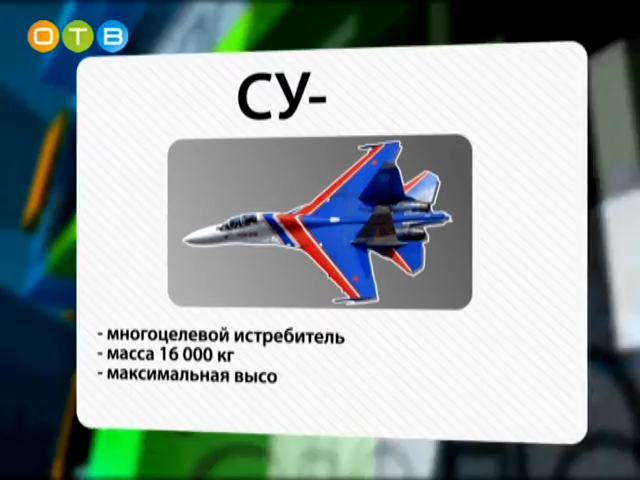 ОТВ
СУ-
- многоцелевой истребитель
- масса 16 000 кг
- максимальная высо